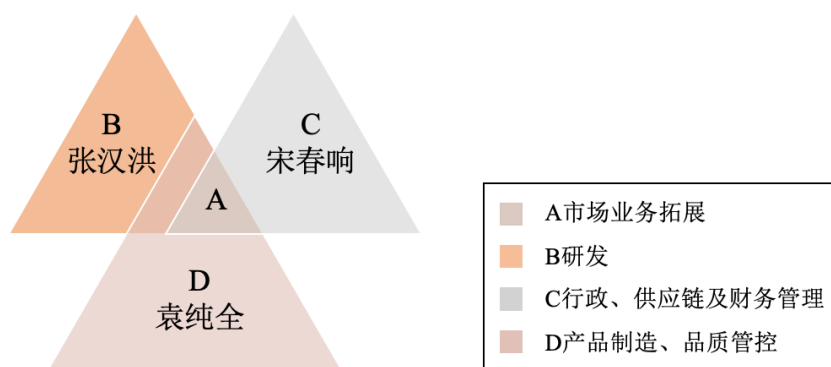 B
张汉洪
C
宋春响
A
D
袁纯全
A市场业务拓展
B研发
C行政、供应链及财务管理
D产品制造、品质管控